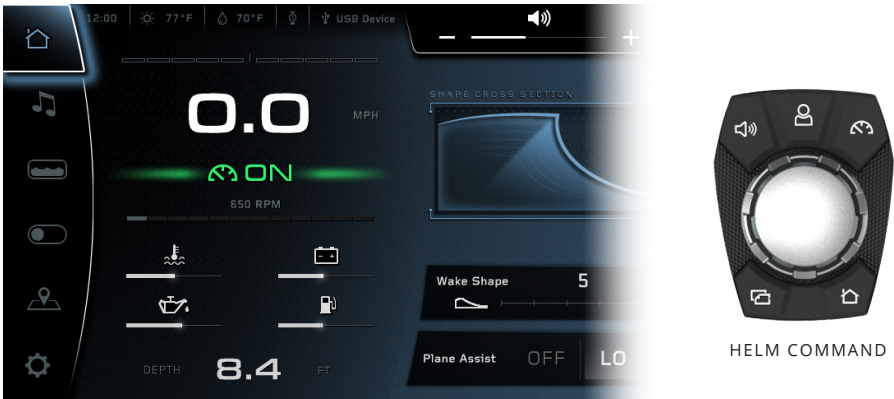 12:00 77°F 70°F USB Device
SHAPE CROSS SECTION
0.0 MPH
ON
650 RPM
Wake Shape 5
Plane Assist OFF LO
DEPTH 8.4 FT
HELM COMMAND